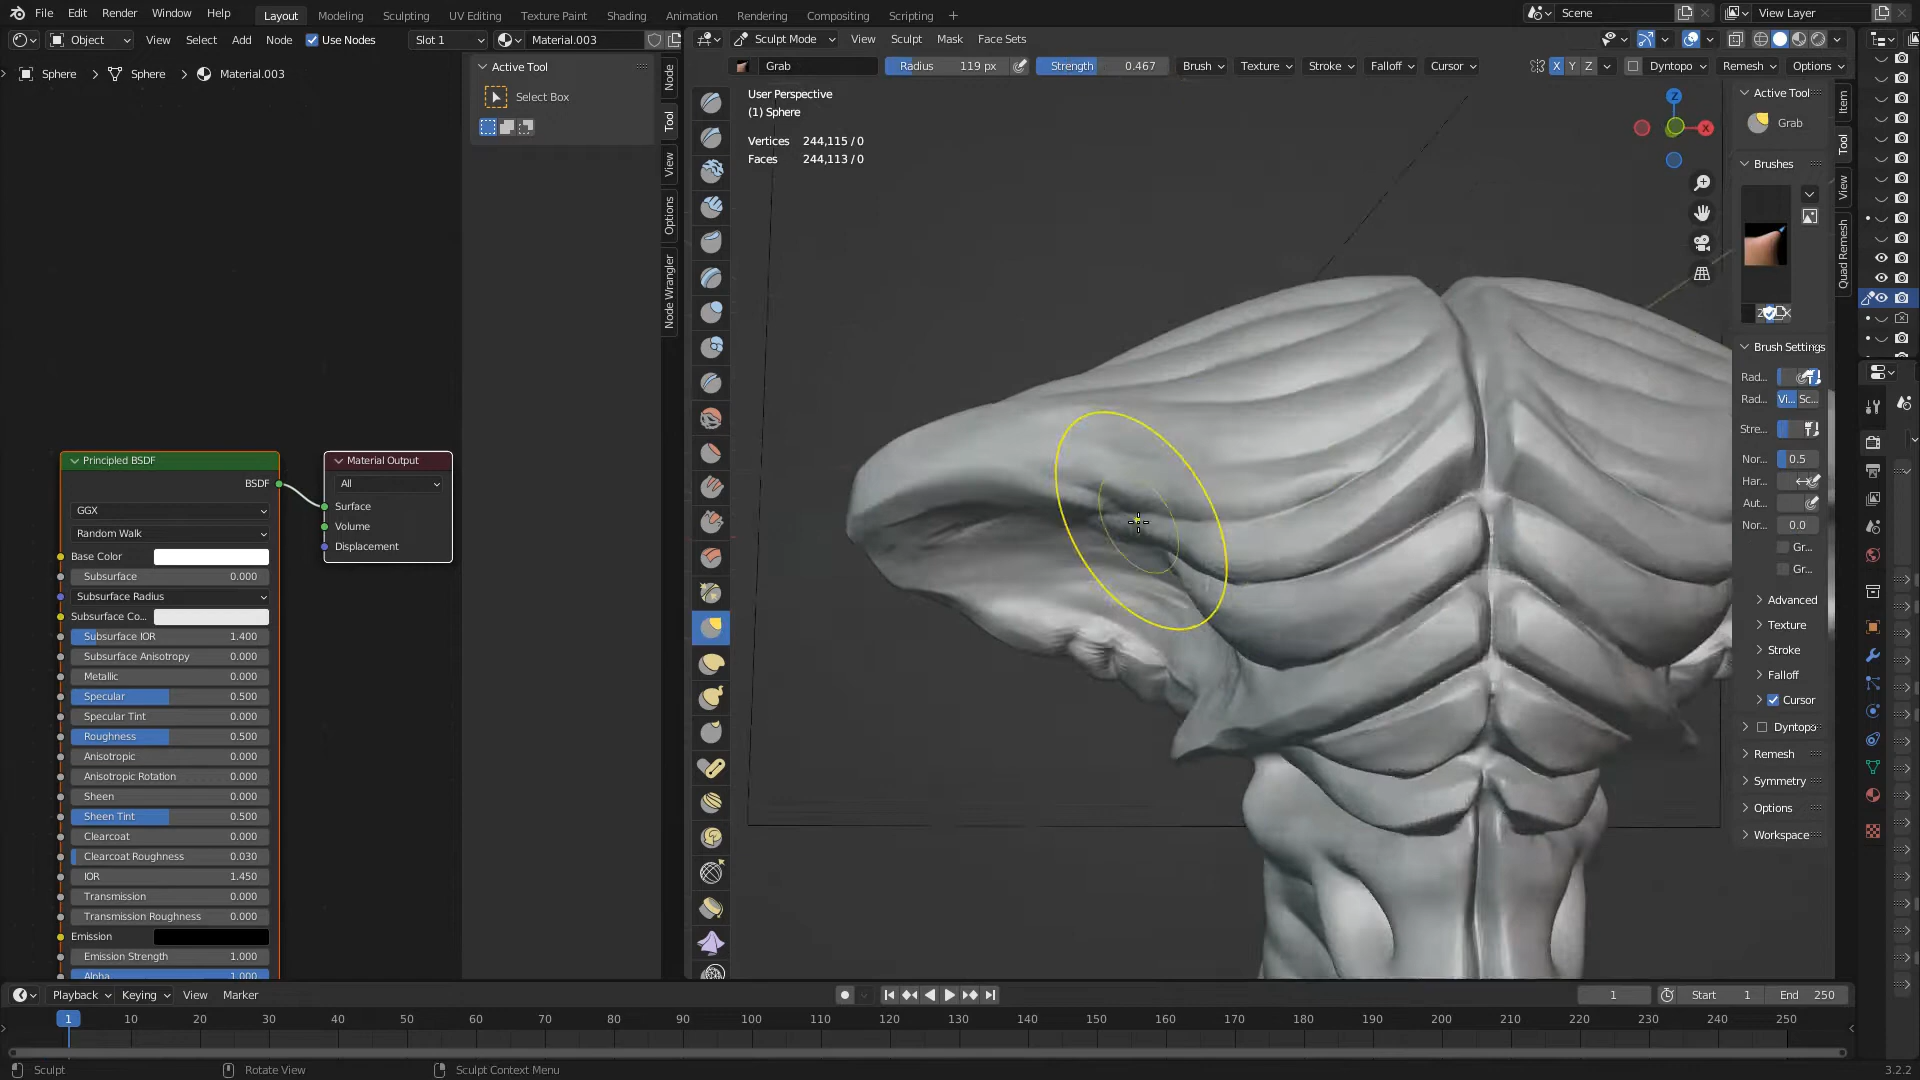 File Edit Render Window Help Layout Modeling Sculpting UV Editing Texture Paint Shading Animation Rendering Compositing Scripting + Scene View Layer
Object View Select Add Node Use Nodes Slot 1 Material.003 Sculpt Mode View Sculpt Mask Face Sets
Grab Radius 119 px Strength 0.467 Brush Texture Stroke Falloff Cursor X Y Z Dyntopo Remesh Options
Sphere Sphere Material.003
Active Tool
Select Box
Node
Tool
View
Options
Node Wrangler
User Perspective
(1) Sphere
Vertices 244,115 / 0
Faces 244,113 / 0
Z
X
Active Tool
Grab
Brushes
Brush Settings
Rad...
Rad... Vi... Sc...
Stre...
Nor... 0.5
Har...
Aut...
Nor... 0.0
Gr...
Gr...
Advanced
Texture
Stroke
Falloff
Cursor
Dyntopo
Remesh
Symmetry
Options
Workspace
Item
Tool
View
Quad Remesh
Principled BSDF
BSDF
GGX
Random Walk
Base Color
Subsurface 0.000
Subsurface Radius
Subsurface Co...
Subsurface IOR 1.400
Subsurface Anisotropy 0.000
Metallic 0.000
Specular 0.500
Specular Tint 0.000
Roughness 0.500
Anisotropic 0.000
Anisotropic Rotation 0.000
Sheen 0.000
Sheen Tint 0.500
Clearcoat 0.000
Clearcoat Roughness 0.030
IOR 1.450
Transmission 0.000
Transmission Roughness 0.000
Emission
Emission Strength 1.000
Alpha 1.000
Material Output
All
Surface
Volume
Displacement
Playback Keying View Marker 1 Start 1 End 250
1 10 20 30 40 50 60 70 80 90 100 110 120 130 140 150 160 170 180 190 200 210 220 230 240 250
Sculpt Rotate View Sculpt Context Menu 3.2.2